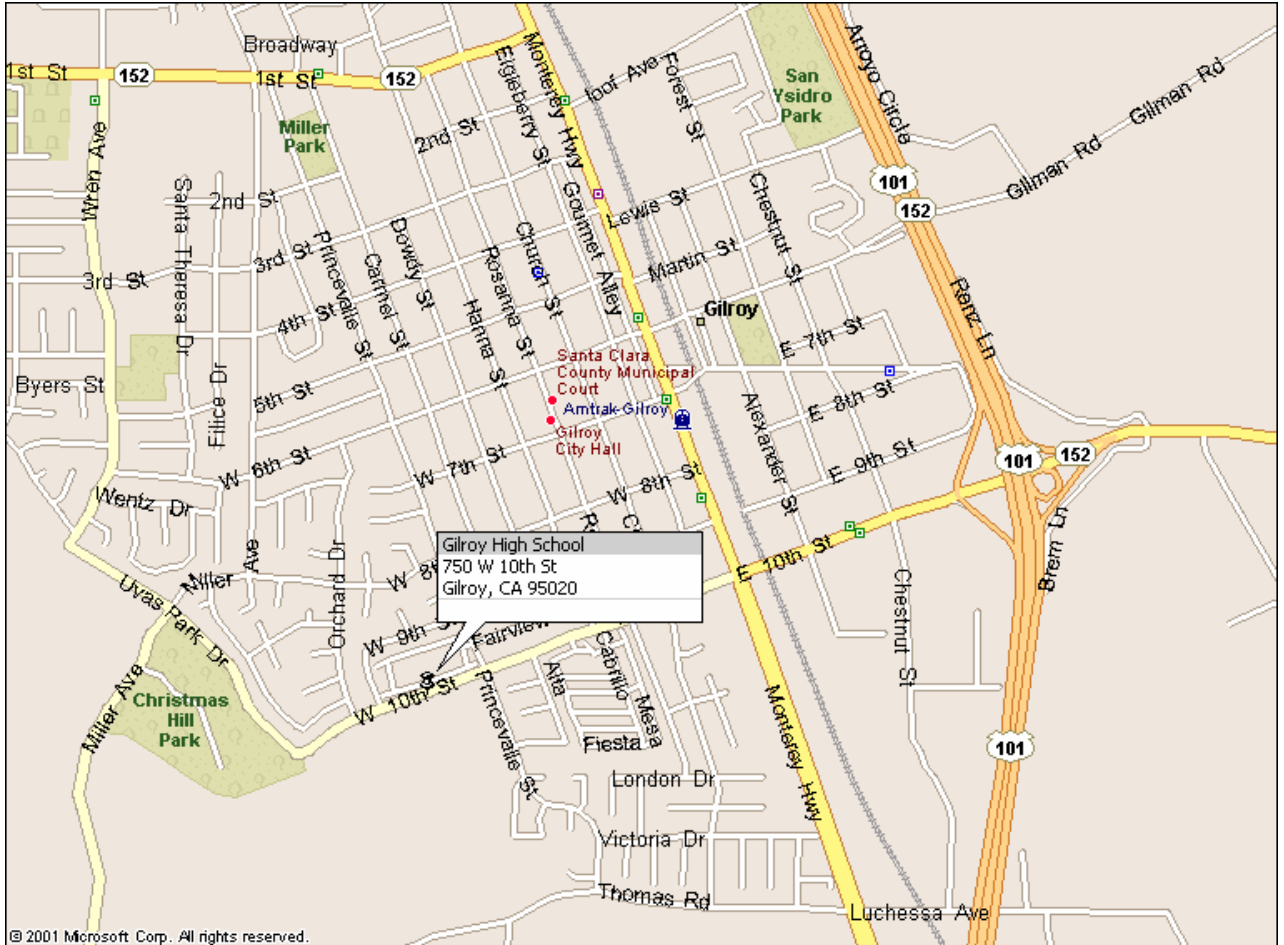 Broadway
1st St
152
1st St
152
Monterey Hwy
Eigleberry St
Ioof Ave
Forest St
San
Ysidro
Park
Arroyo Circle
Gilman Rd
Gilman Rd
Wren Ave
Miller
Park
2nd St
101
152
Santa Theresa Dr
2nd St
Lewis St
Chestnut St
Gourmet Alley
Church St
Martin St
3rd St
3rd St
Princevalle St
Carmel St
Dowdy St
Rosanna St
Hanna St
Renz Ln
4th St
Gilroy
E 7th St
Byers St
Filice Dr
5th St
Santa Clara
County Municipal
Court
Amtrak-Gilroy
Gilroy
City Hall
Alexander St
E 8th St
W 6th St
W 7th St
W 8th St
E 9th St
101
152
Wentz Dr
Brem Ln
Gilroy High School
750 W 10th St
Gilroy, CA 95020
E 10th St
Miller Ave
Orchard Dr
W 9th St
Fairview
Uvas Park Dr
Chestnut St
W 10th St
Princevalle St
Alta
Cabrillo
Mesa
Miller Ave
Christmas
Hill
Park
Fiesta
Monterey Hwy
101
London Dr
Victoria Dr
Thomas Rd
Luchessa Ave
© 2001 Microsoft Corp. All rights reserved.